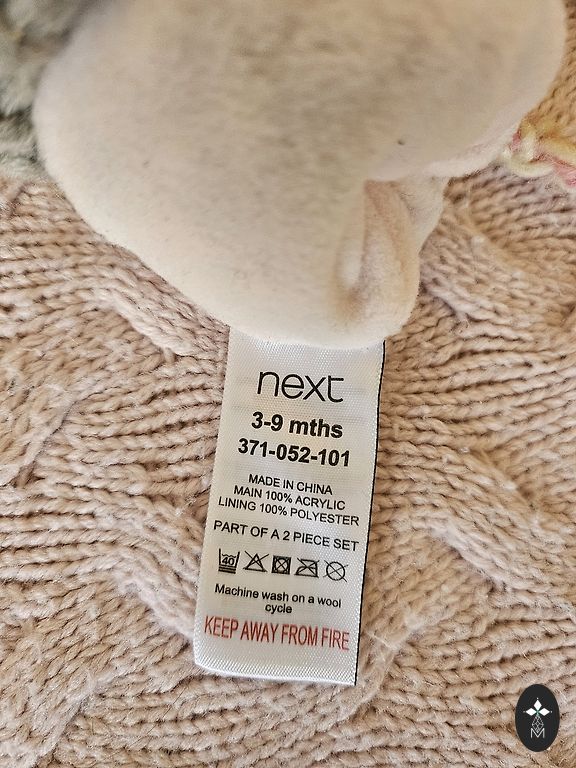 next
3-9 mths
371-052-101
MADE IN CHINA
MAIN 100% ACRYLIC
LINING 100% POLYESTER
PART OF A 2 PIECE SET
40
Machine wash on a wool
cycle
KEEP AWAY FROM FIRE
M